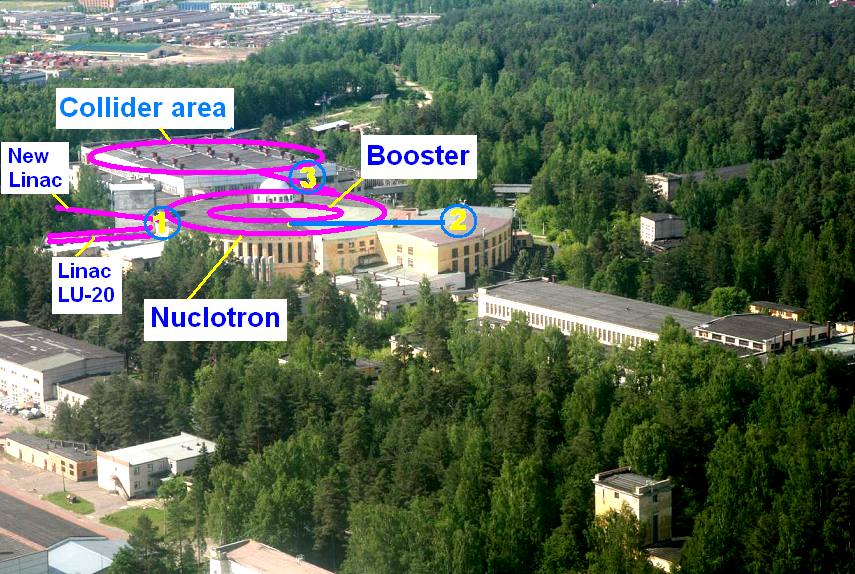 Collider area
New
Linac
Booster
3
1
2
Linac
LU-20
Nuclotron